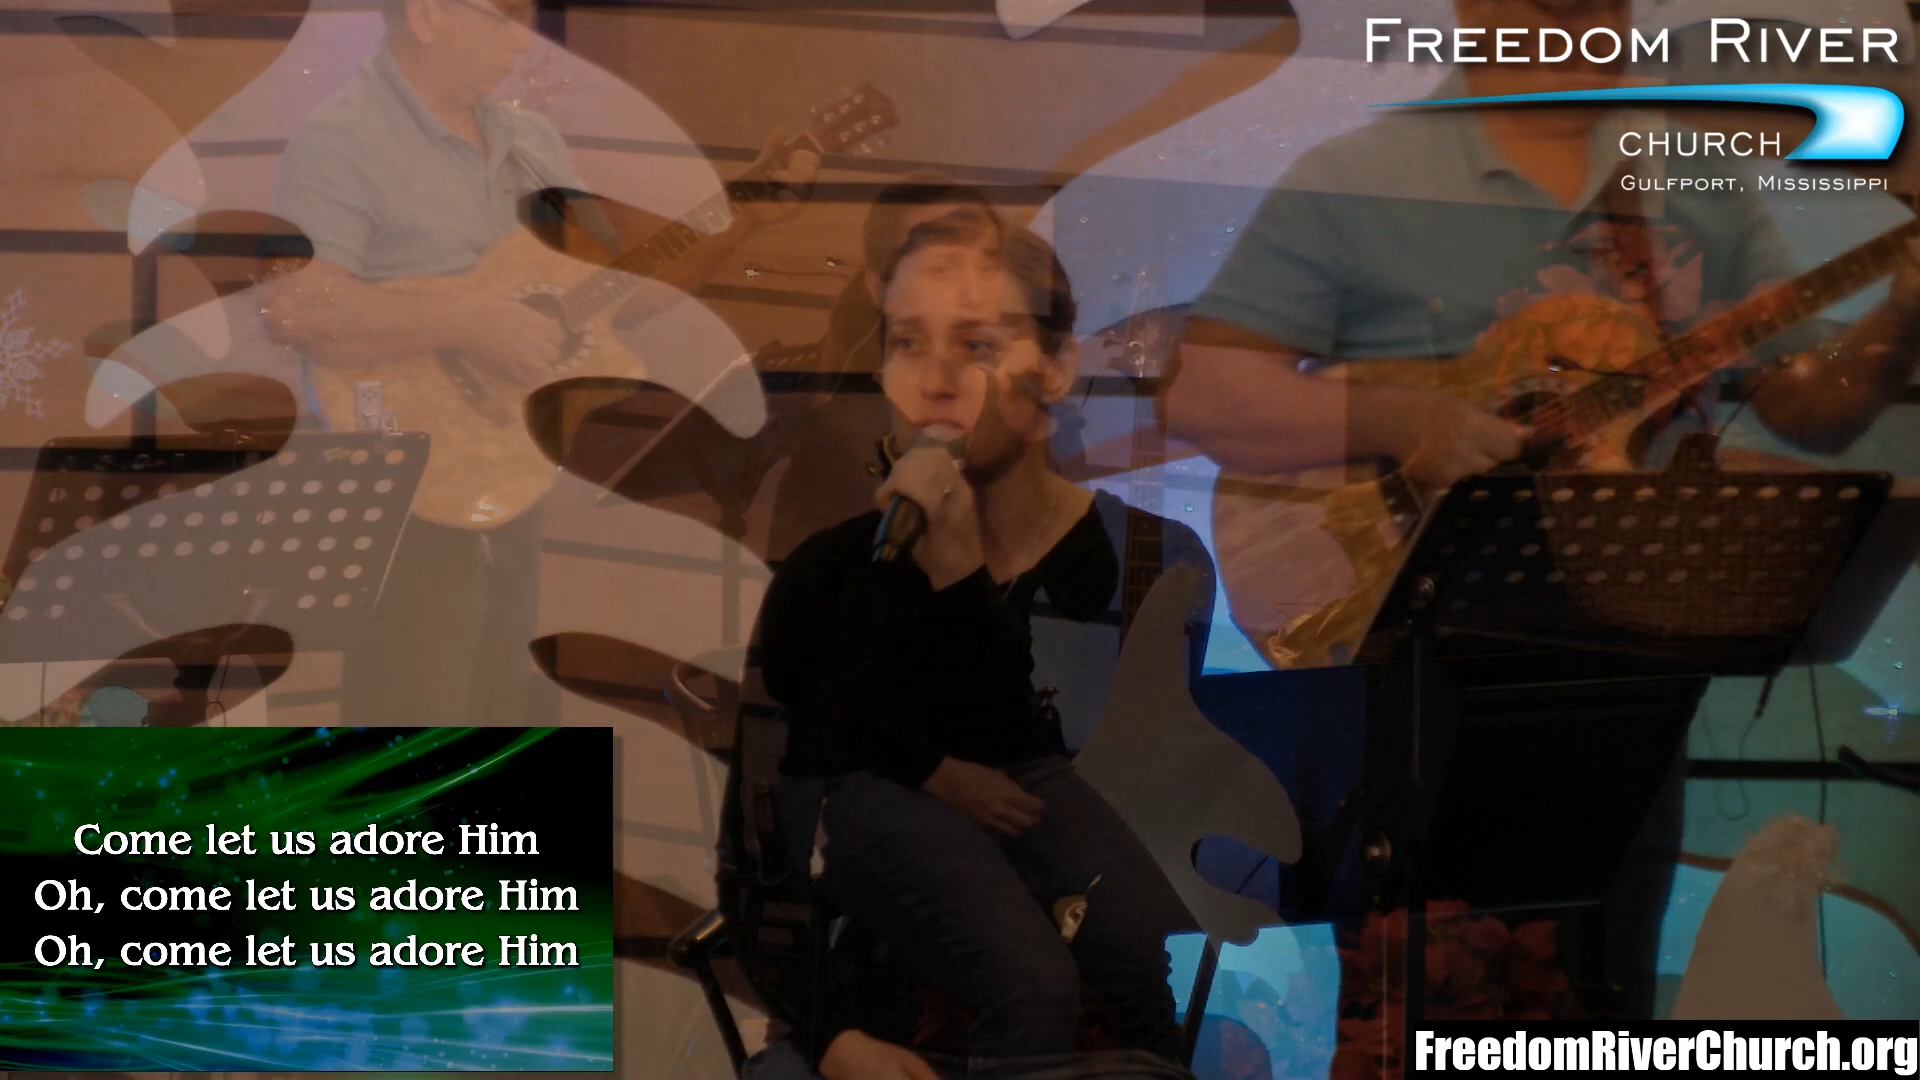 FREEDOM RIVER
CHURCH
GULFPORT, MISSISSIPPI
Come let us adore Him
Oh, come let us adore Him
Oh, come let us adore Him
FreedomRiverChurch.org